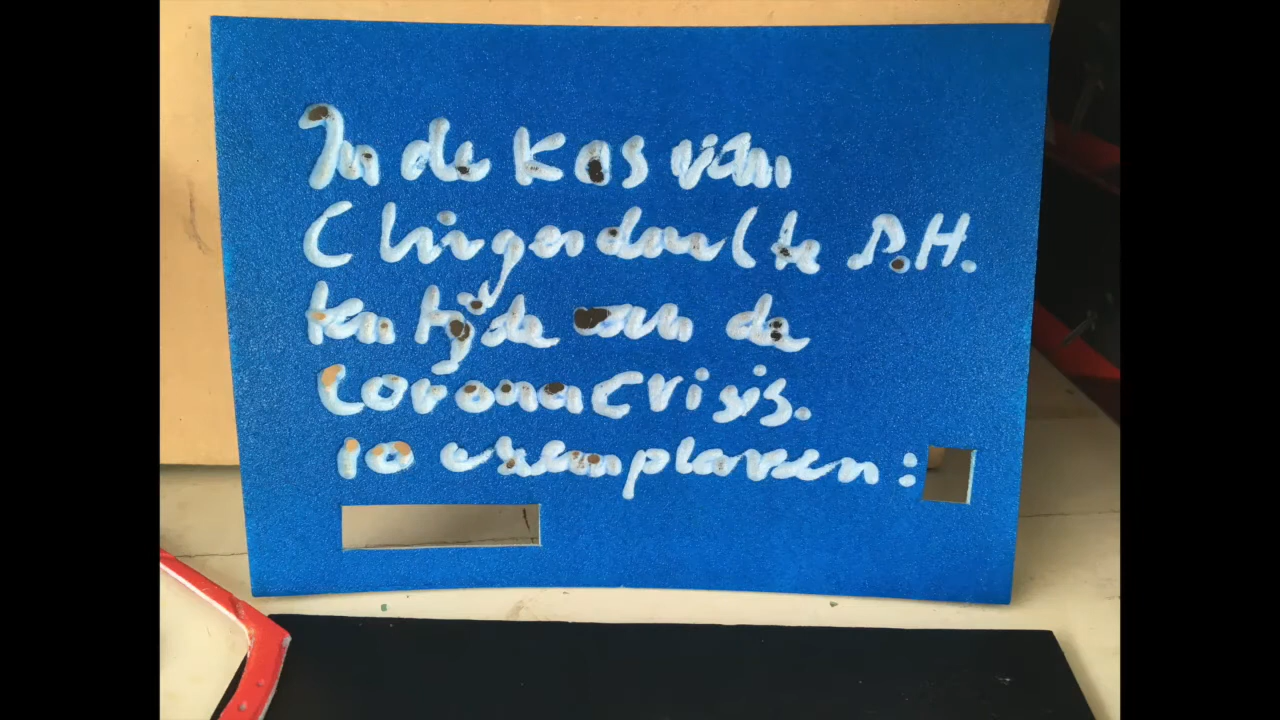 In de Kas van
Clingendael te D.H.
ten tijde van de
coronacrisis.
10 exemplaren: